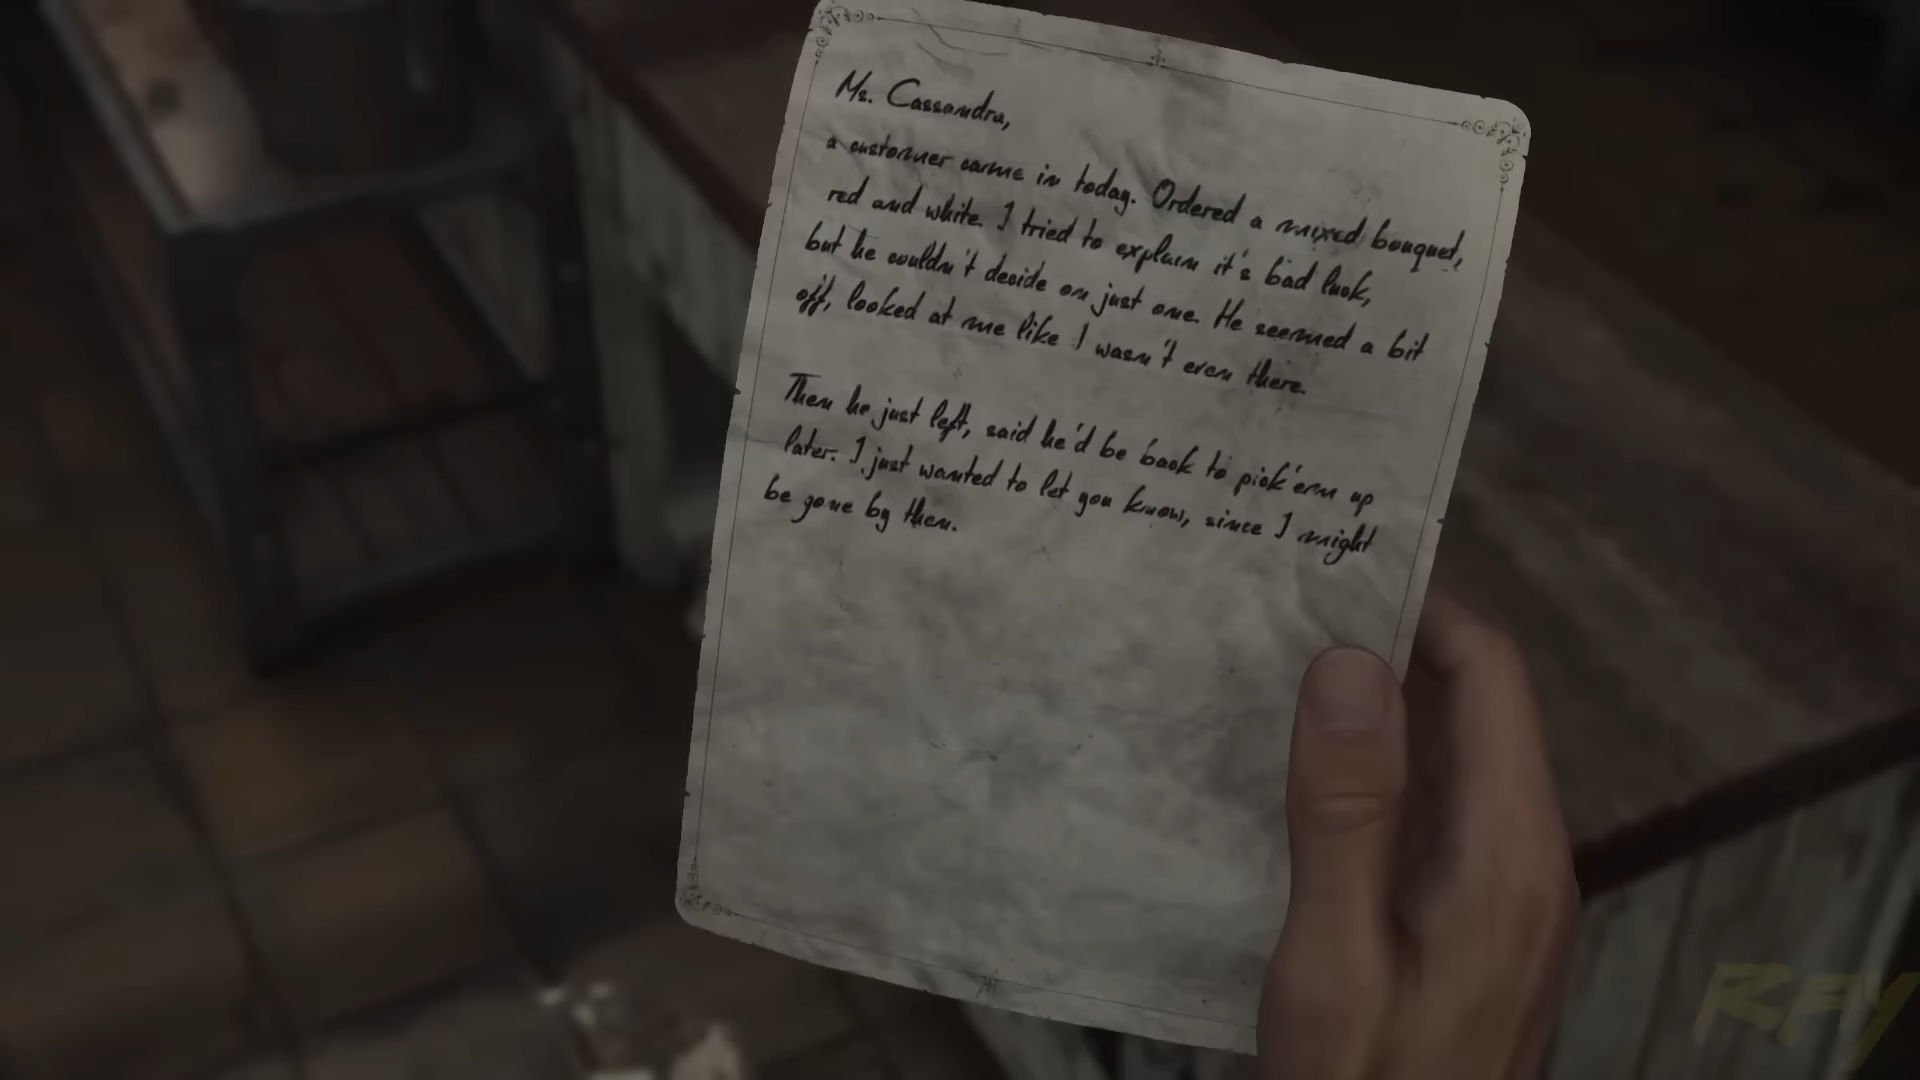 Ms. Cassandra,
a customer came in today. Ordered a mixed bouquet,
red and white. I tried to explain it's bad luck,
but he couldn't decide on just one. He seemed a bit
off, looked at me like I wasn't even there.
Then he just left, said he'd be back to pick'em up
later. I just wanted to let you know, since I might
be gone by then.
RFY